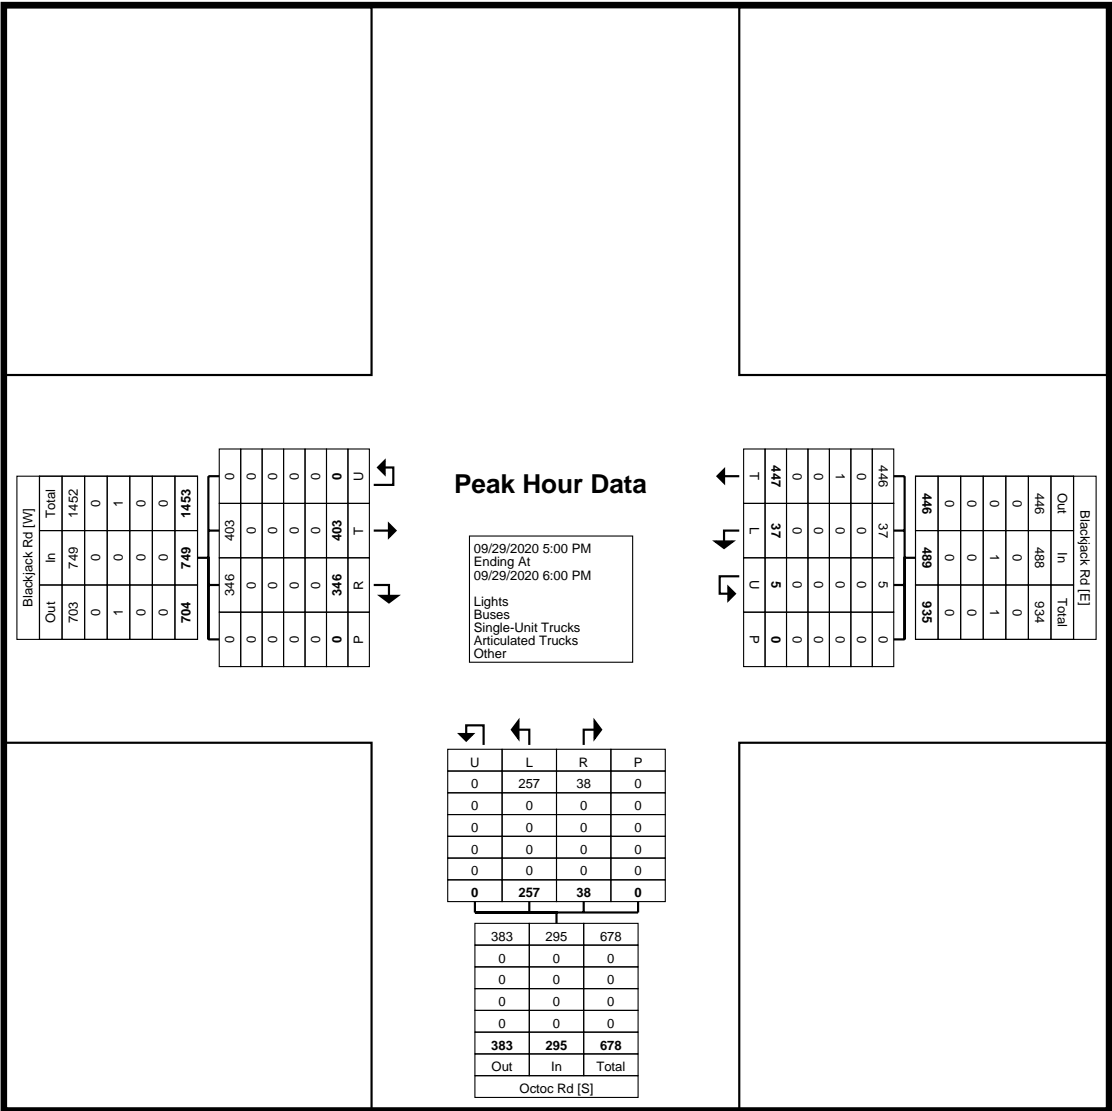 Peak Hour Data
09/29/2020 5:00 PM
Ending At
09/29/2020 6:00 PM
Lights
Buses
Single-Unit Trucks
Articulated Trucks
Other
Blackjack Rd [W]
Out In Total
703 749 1452
0 0 0
1 0 1
0 0 0
0 0 0
704 749 1453
U T R P
0 403 346 0
0 0 0 0
0 0 0 0
0 0 0 0
0 0 0 0
0 403 346 0
Blackjack Rd [E]
Out In Total
446 488 934
0 0 0
0 1 1
0 0 0
0 0 0
446 489 935
446 37 5 0
0 0 0 0
1 0 0 0
0 0 0 0
0 0 0 0
447 37 5 0
T L U P
U L R P
0 257 38 0
0 0 0 0
0 0 0 0
0 0 0 0
0 0 0 0
0 257 38 0
383 295 678
0 0 0
0 0 0
0 0 0
0 0 0
383 295 678
Out In Total
Octoc Rd [S]